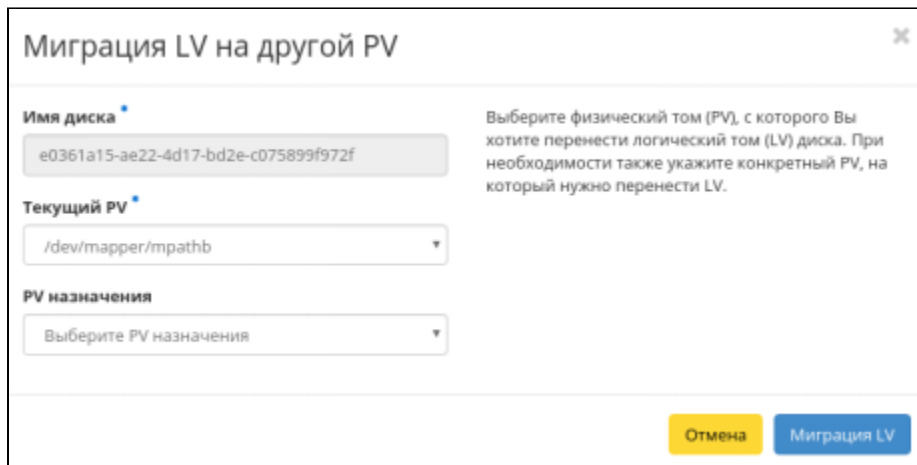 Миграция LV на другой PV
Имя диска
e0361a15-ae22-4d17-bd2e-c075899f972f
Текущий PV
/dev/mapper/mpathb
PV назначения
Выберите PV назначения
Выберите физический том (PV), с которого Вы
хотите перенести логический том (LV) диска. При
необходимости также укажите конкретный PV, на
который нужно перенести LV.
Отмена
Миграция LV